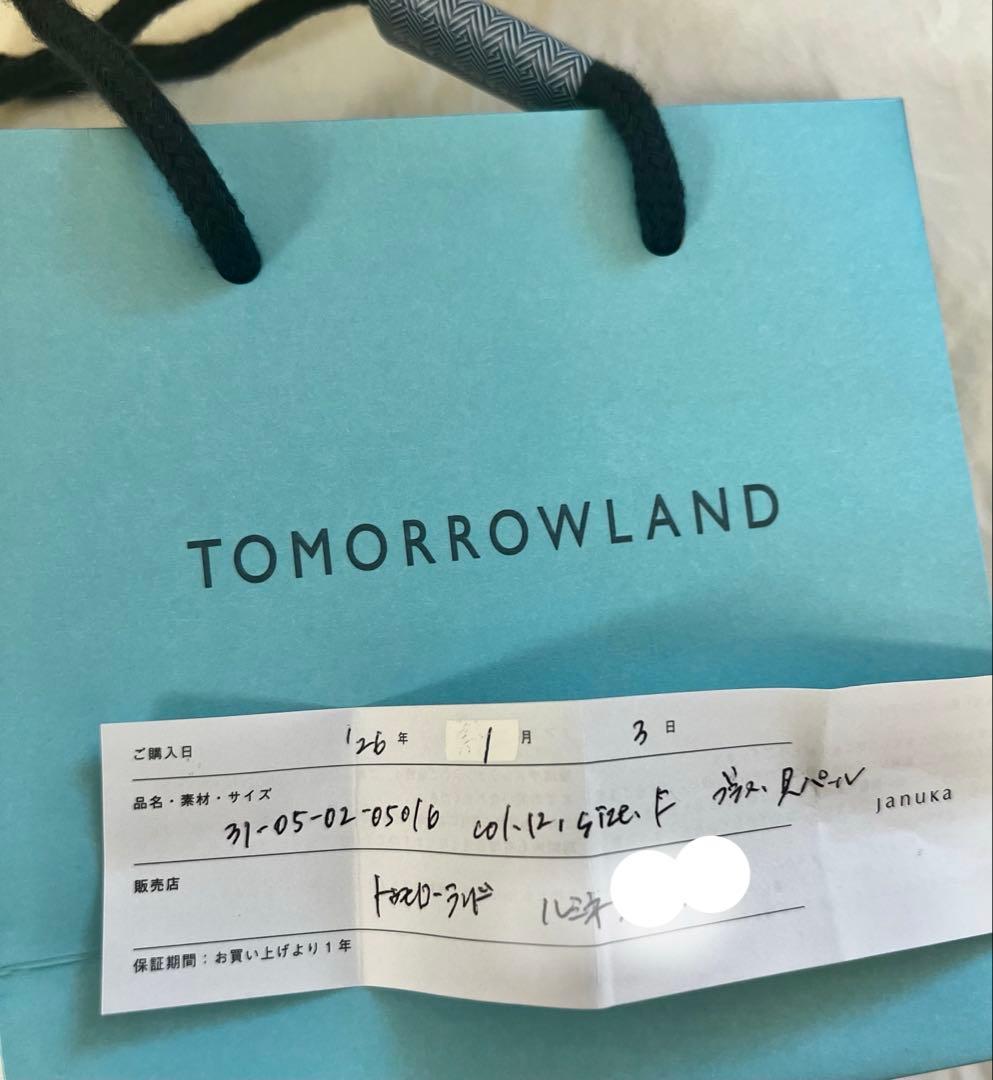 TOMORROWLAND
ご購入日 '26年 1月 3日
品名・素材・サイズ
31-05-02-05016 col.12, size. F ガラス、貝パール
JANUKA
販売店 トゥモローランド ルミネ
保証期間：お買い上げより1年